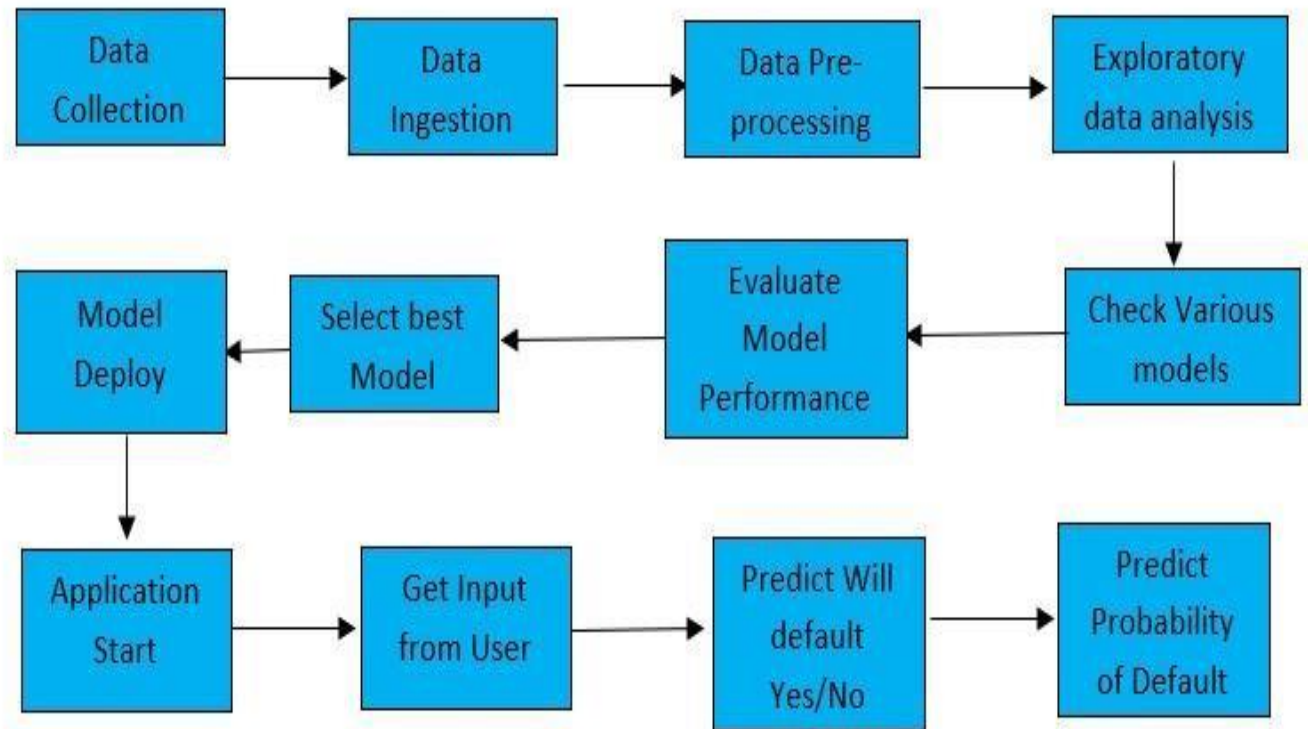 Data
Collection
Data
Ingestion
Data Pre-
processing
Exploratory
data analysis
Check Various
models
Evaluate
Model
Performance
Select best
Model
Model
Deploy
Application
Start
Get Input
from User
Predict Will
default
Yes/No
Predict
Probability
of Default